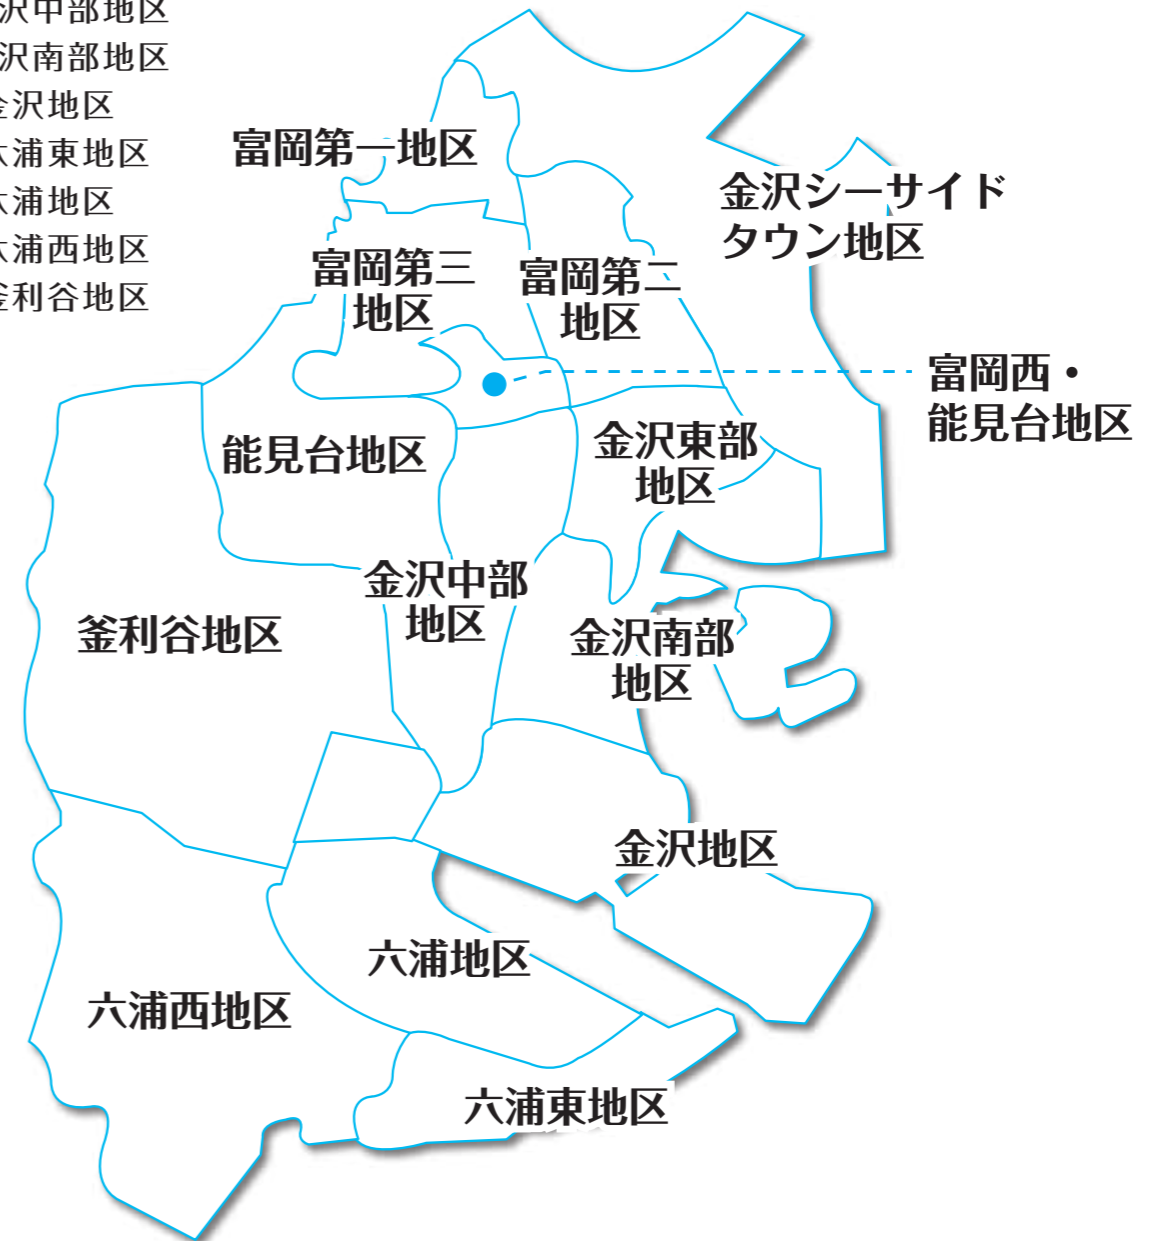 沢中部地区
沢南部地区
金沢地区
六浦東地区
六浦地区
六浦西地区
釜利谷地区
富岡第一地区
金沢シーサイド
タウン地区
富岡第三
地区
富岡第二
地区
富岡西・
能見台地区
能見台地区
金沢東部
地区
金沢中部
地区
釜利谷地区
金沢南部
地区
金沢地区
六浦地区
六浦西地区
六浦東地区